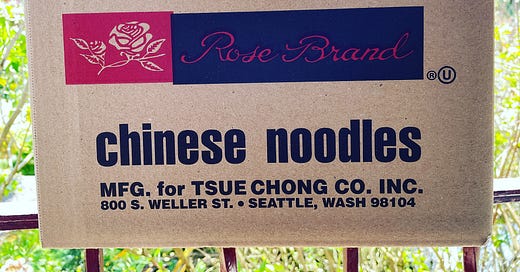 Rose Brand
® Ⓤ
chinese noodles
MFG. for TSUE CHONG CO. INC.
800 S. WELLER ST. • SEATTLE, WASH 98104